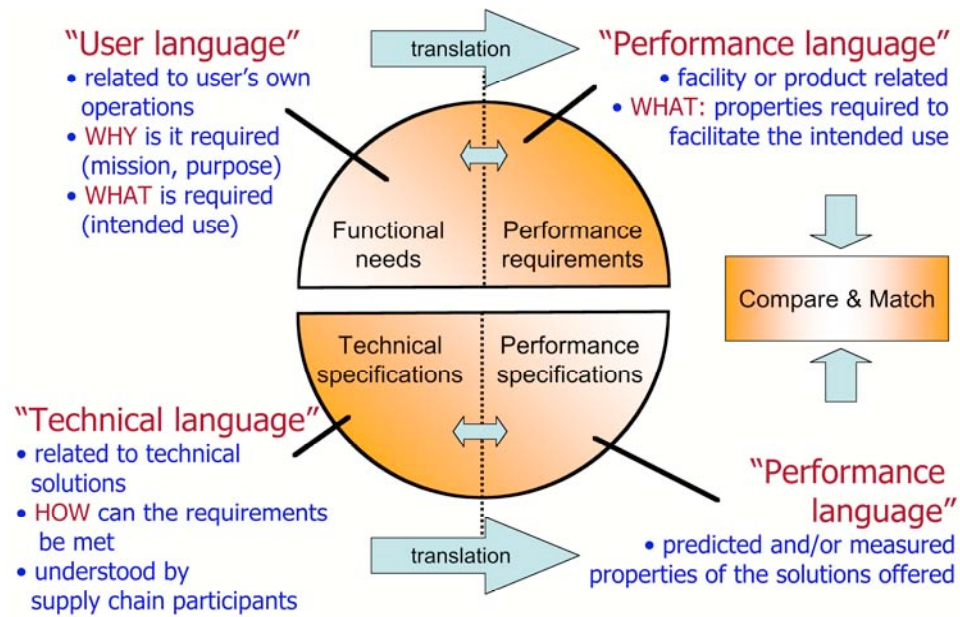 “User language”
• related to user’s own
operations
• WHY is it required
(mission, purpose)
• WHAT is required
(intended use)
translation
“Performance language”
• facility or product related
• WHAT: properties required to
facilitate the intended use
Functional
needs
Performance
requirements
Compare & Match
Technical
specifications
Performance
specifications
“Technical language”
• related to technical
solutions
• HOW can the requirements
be met
• understood by
supply chain participants
translation
“Performance
language”
• predicted and/or measured
properties of the solutions offered